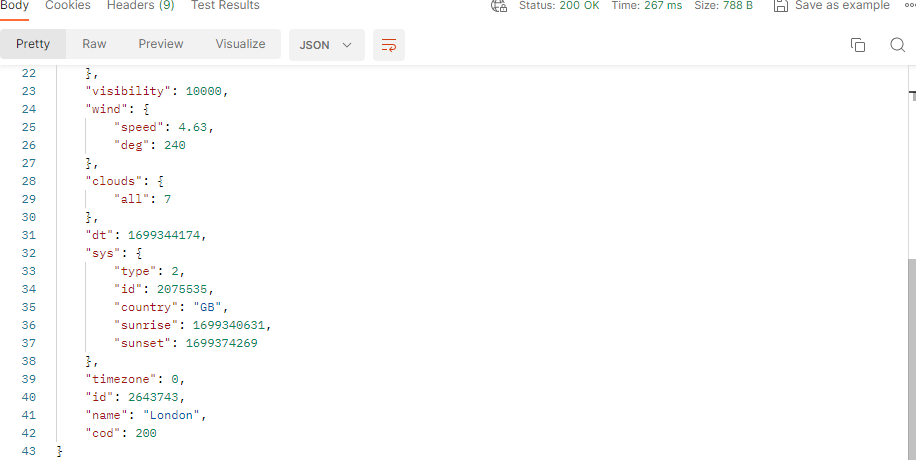 Body Cookies Headers (9) Test Results Status: 200 OK Time: 267 ms Size: 788 B Save as example
Pretty Raw Preview Visualize JSON
22 },
23 "visibility": 10000,
24 "wind": {
25 "speed": 4.63,
26 "deg": 240
27 },
28 "clouds": {
29 "all": 7
30 },
31 "dt": 1699344174,
32 "sys": {
33 "type": 2,
34 "id": 2075535,
35 "country": "GB",
36 "sunrise": 1699340631,
37 "sunset": 1699374269
38 },
39 "timezone": 0,
40 "id": 2643743,
41 "name": "London",
42 "cod": 200
43 }